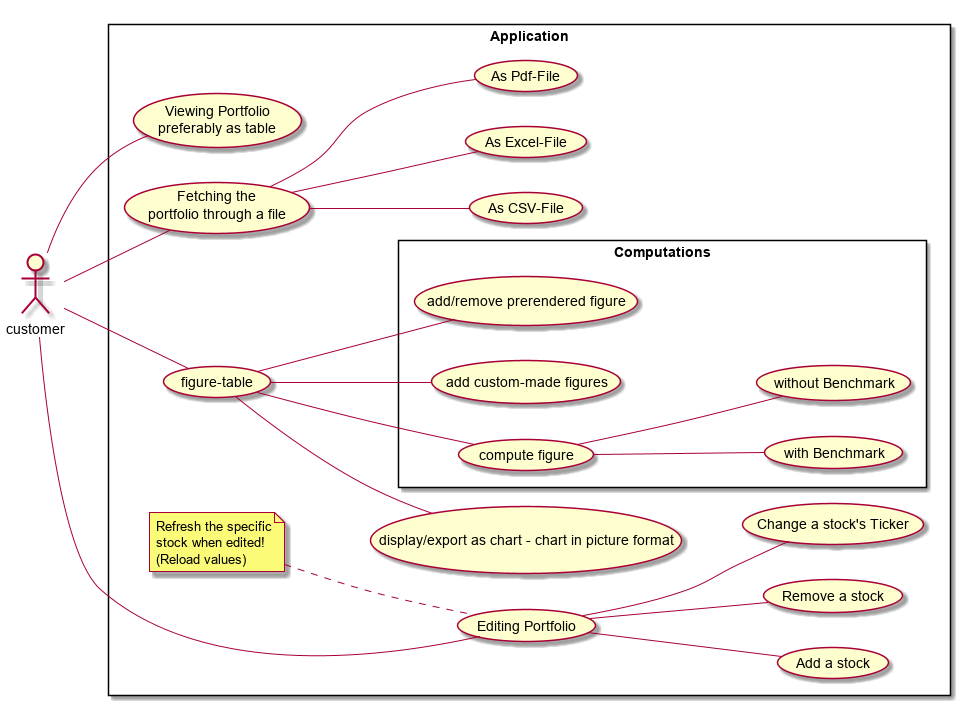 Application
As Pdf-File
Viewing Portfolio
preferably as table
As Excel-File
Fetching the
portfolio through a file
As CSV-File
customer
Computations
add/remove prerendered figure
figure-table
add custom-made figures
without Benchmark
compute figure
with Benchmark
Refresh the specific
stock when edited!
(Reload values)
display/export as chart - chart in picture format
Change a stock's Ticker
Editing Portfolio
Remove a stock
Add a stock